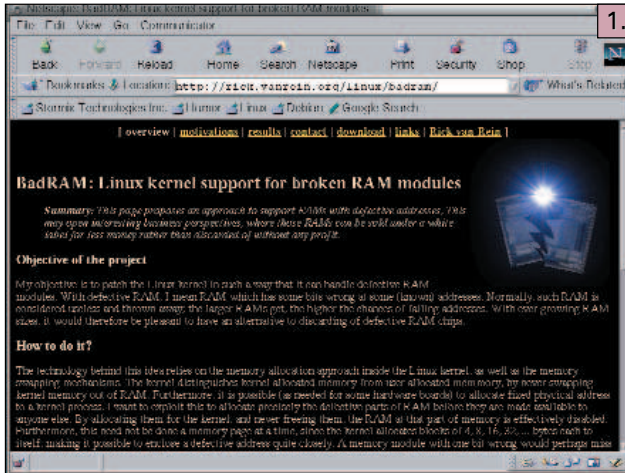 Netscape: BadRAM: Linux kernel support for broken RAM modules
1.
File Edit View Go Communicator
Back Forward Reload Home Search Netscape Print Security Shop Stop N
Bookmarks Location: http://rick.vanrein.org/linux/badram/ What's Related
Stormix Technologies Inc. Humor Linux Debian Google Search
[ overview | motivations | results | contact | download | links | Rick van Rein ]
BadRAM: Linux kernel support for broken RAM modules
Summary: This page proposes an approach to support RAMs with defective addresses. This
may open interesting business perspectives, where those RAMs can be sold under a white
label for less money rather than discarded of without any profit.
Objective of the project
My objective is to patch the Linux kernel in such a way that it can handle defective RAM
modules. With defective RAM, I mean RAM which has some bits wrong at some (known) addresses. Normally, such RAM is
considered useless and thrown away; the larger RAMs get, the higher the chances of failing addresses. With ever growing RAM
sizes, it would therefore be pleasant to have an alternative to discarding of defective RAM chips.
How to do it?
The technology behind this idea relies on the memory allocation approach inside the Linux kernel, as well as the memory
swapping mechanisms. The kernel distinguishes kernel allocated memory from user allocated memmory, by never swapping
kernel memory out of RAM. Furthermore, it is possible (as needed for some hardware boards) to allocate fixed physical address
to a kernel process. I want to exploit this to allocate precisely the defective parts of RAM before they are made available to
anyone else. By allocating them for the kernel, and never freeing them, the RAM at that part of memory is effectively disabled.
Furthermore, this need not be done a memory page at a time, since the kernel allocates blocks of 4, 8, 16, 32, ... bytes each to
itself, making it possible to enclose a defective address quite closely. A memory module with one bit wrong would perhaps miss